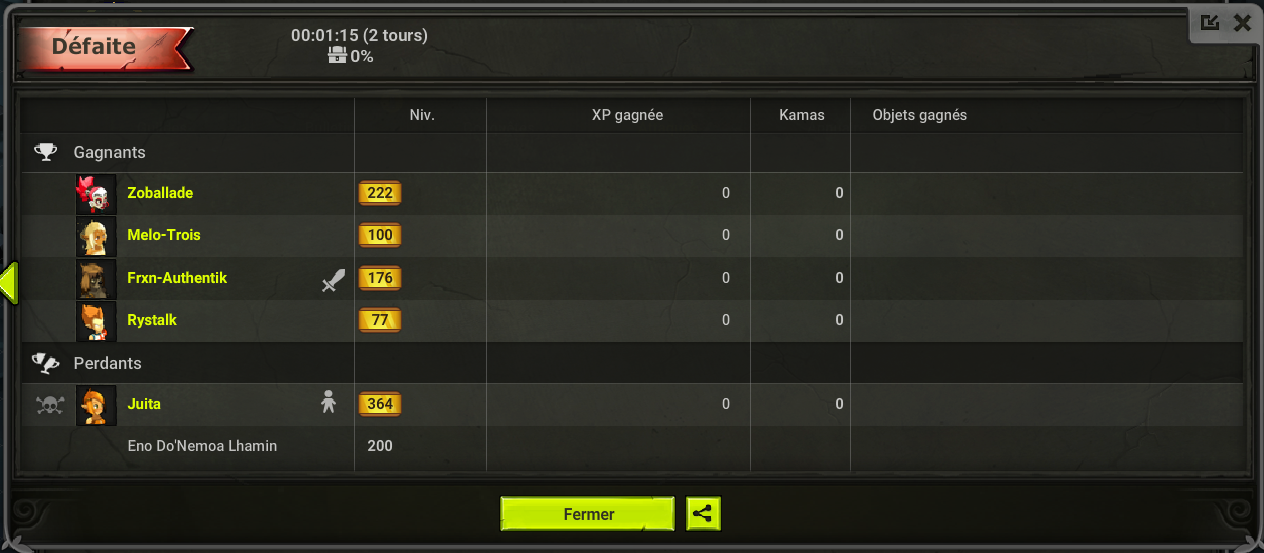 Défaite
00:01:15 (2 tours)
0%
Niv. XP gagnée Kamas Objets gagnés
Gagnants
Zoballade 222 0 0
Melo-Trois 100 0 0
Frxn-Authentik 176 0 0
Rystalk 77 0 0
Perdants
Juita 364 0 0
Eno Do'Nemoa Lhamin 200
Fermer